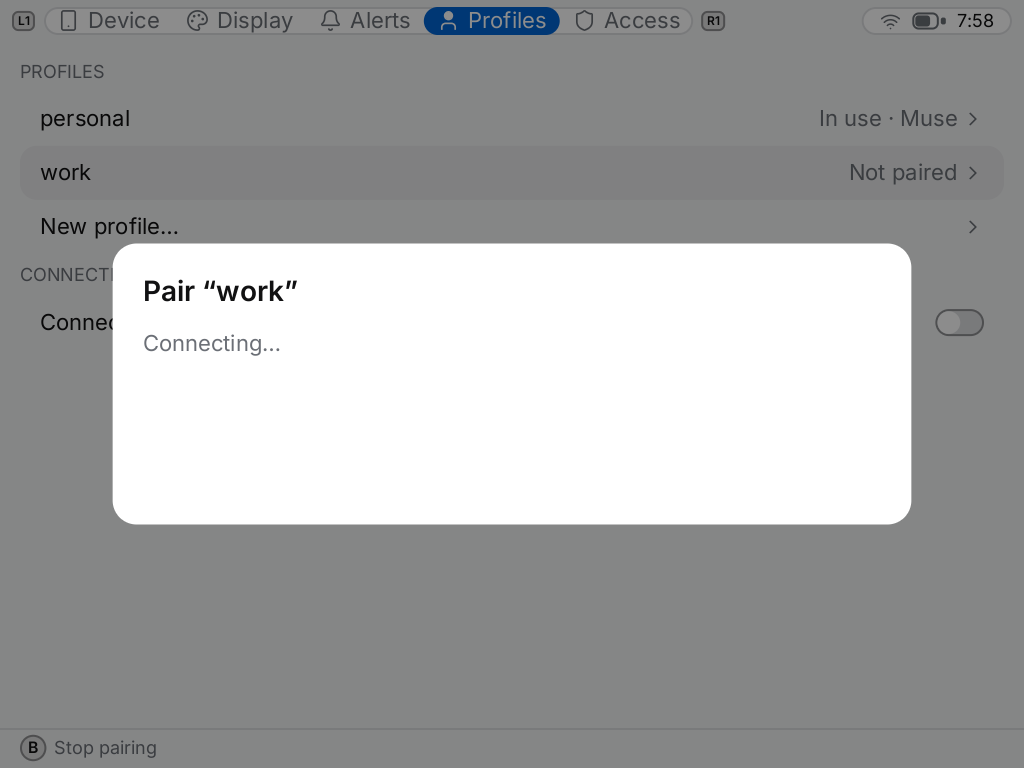 L1 Device Display Alerts Profiles Access R1 7:58
PROFILES
personal In use · Muse
work Not paired
New profile...
Pair “work”
Connecting...
B Stop pairing